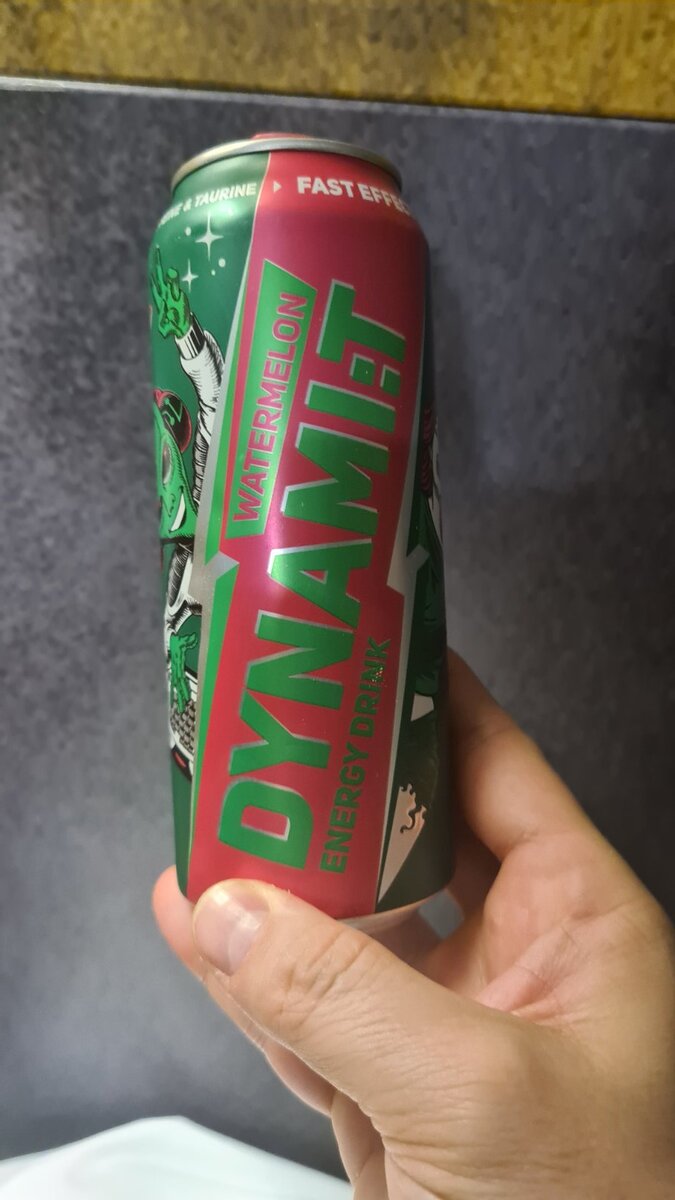 & TAURINE FAST
WATERMELON
DYNAMI:T
ENERGY DRINK